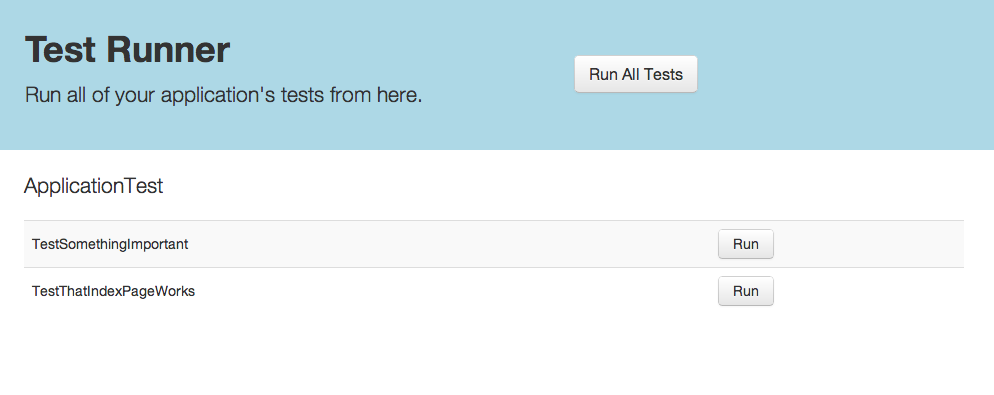 Test Runner
Run All Tests
Run all of your application's tests from here.
ApplicationTest
TestSomethingImportant Run
TestThatIndexPageWorks Run